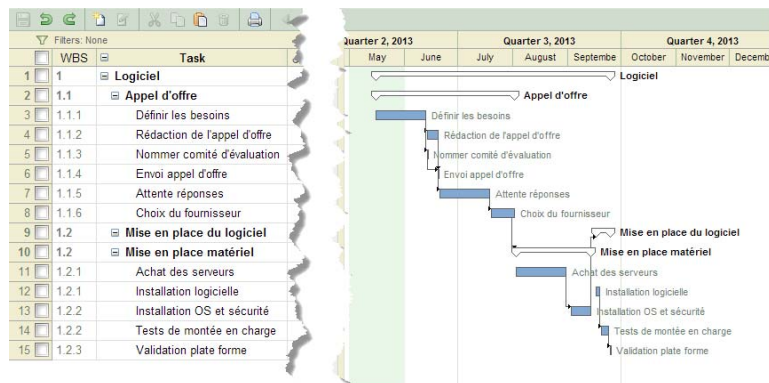 Filters: None
WBS Task
1 1 Logiciel
2 1.1 Appel d'offre
3 1.1.1 Définir les besoins
4 1.1.2 Rédaction de l'appel d'offre
5 1.1.3 Nommer comité d'évaluation
6 1.1.4 Envoi appel d'offre
7 1.1.5 Attente réponses
8 1.1.6 Choix du fournisseur
9 1.2 Mise en place du logiciel
10 1.2 Mise en place matériel
11 1.2.1 Achat des serveurs
12 1.2.1 Installation logicielle
13 1.2.2 Installation OS et sécurité
14 1.2.2 Tests de montée en charge
15 1.2.3 Validation plate forme
Quarter 2, 2013 Quarter 3, 2013 Quarter 4, 2013
May June July August Septembe October November Decemb
Logiciel
Appel d'offre
Définir les besoins
Rédaction de l'appel d'offre
Nommer comité d'évaluation
Envoi appel d'offre
Attente réponses
Choix du fournisseur
Mise en place du logiciel
Mise en place matériel
Achat des serveurs
Installation logicielle
Installation OS et sécurité
Tests de montée en charge
Validation plate forme